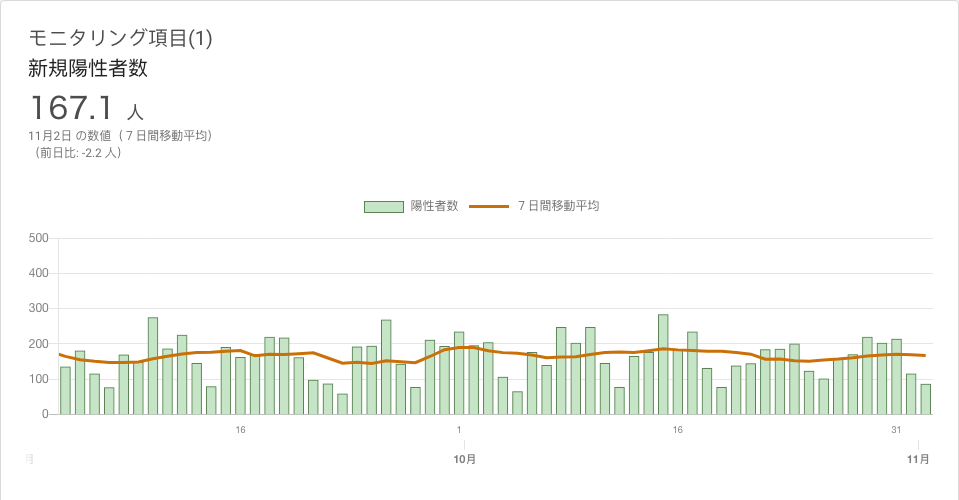 モニタリング項目(1)
新規陽性者数
167.1 人
11月2日 の数値（７日間移動平均）
（前日比: -2.2 人）
陽性者数 ７日間移動平均
500
400
300
200
100
0
16 1 16 31
月 10月 11月